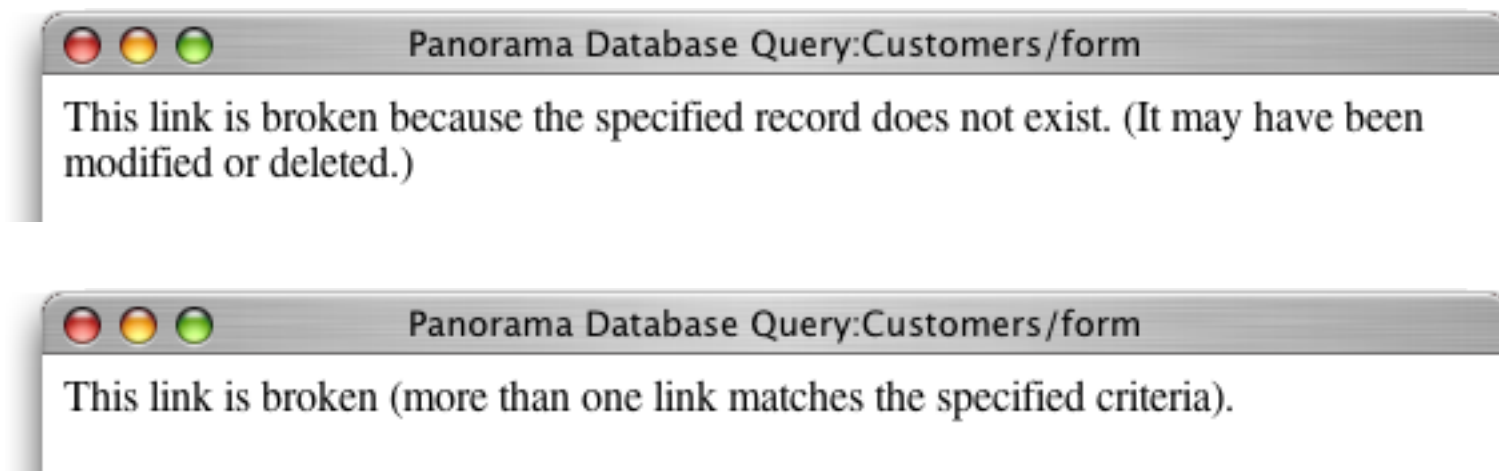 Panorama Database Query:Customers/form
This link is broken because the specified record does not exist. (It may have been
modified or deleted.)
Panorama Database Query:Customers/form
This link is broken (more than one link matches the specified criteria).